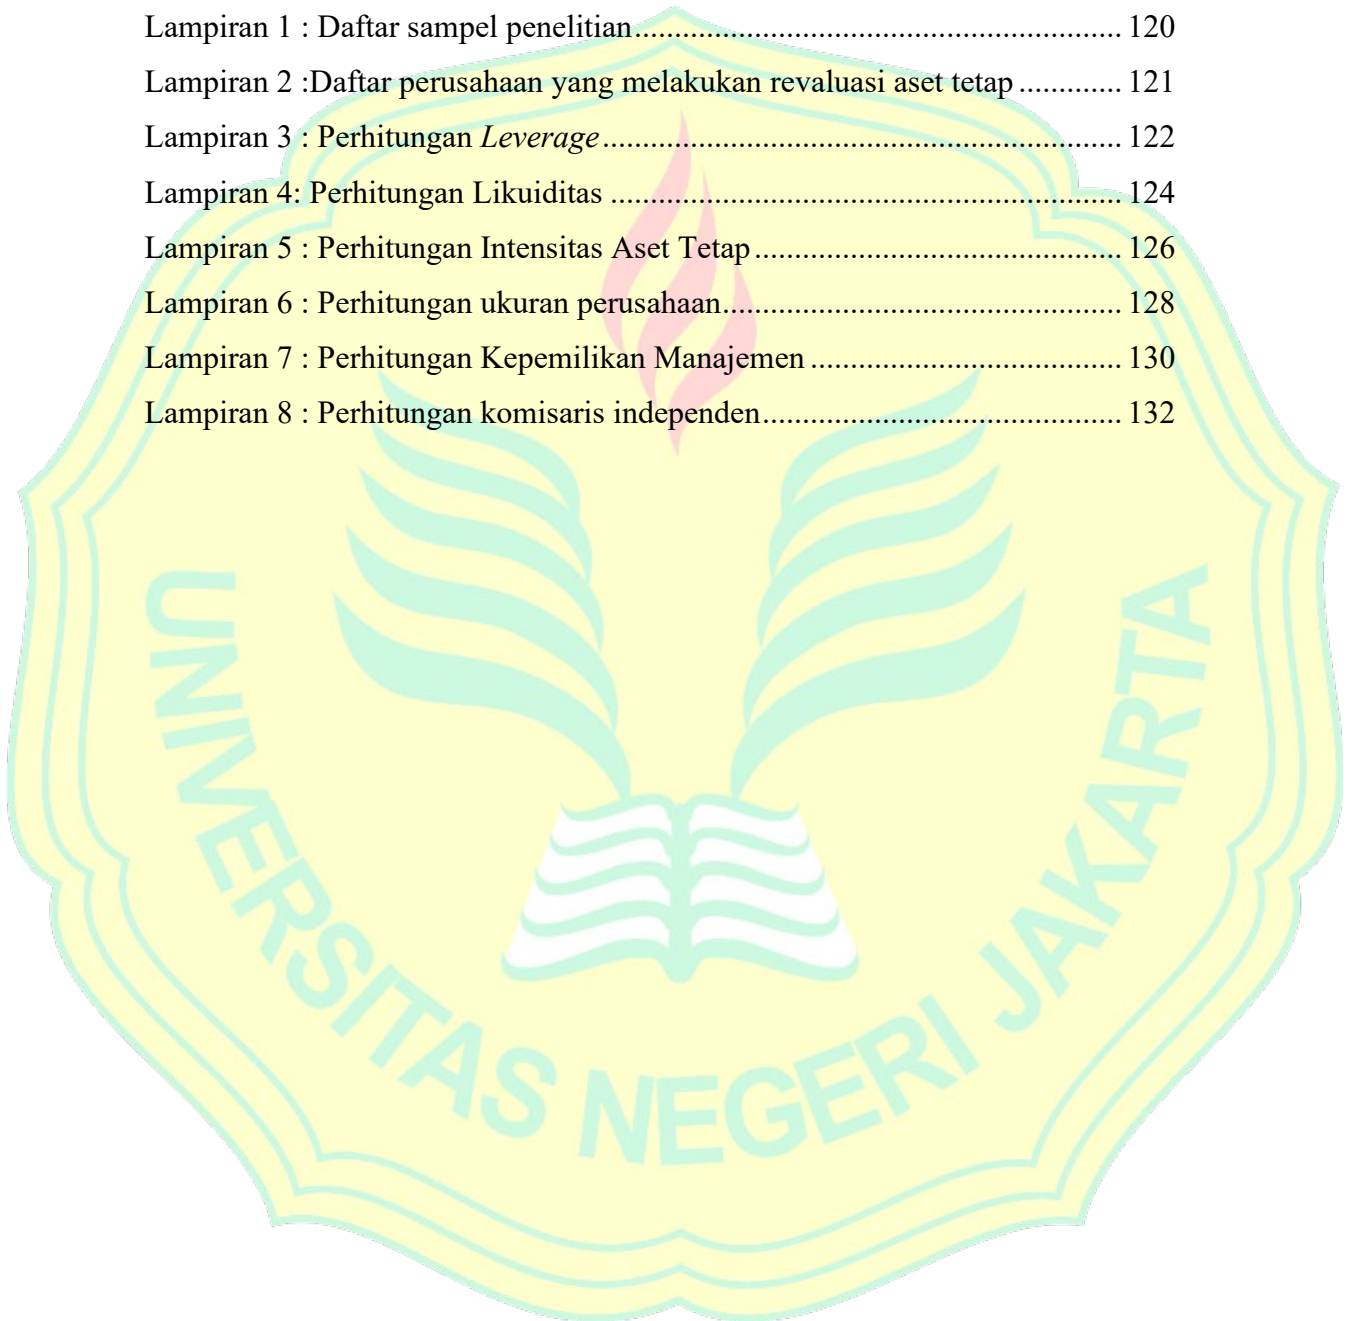 Lampiran 1 : Daftar sampel penelitian............................................................. 120
Lampiran 2 :Daftar perusahaan yang melakukan revaluasi aset tetap ............. 121
Lampiran 3 : Perhitungan Leverage................................................................. 122
Lampiran 4: Perhitungan Likuiditas ................................................................ 124
Lampiran 5 : Perhitungan Intensitas Aset Tetap .............................................. 126
Lampiran 6 : Perhitungan ukuran perusahaan.................................................. 128
Lampiran 7 : Perhitungan Kepemilikan Manajemen ....................................... 130
Lampiran 8 : Perhitungan komisaris independen............................................. 132
UNIVERSITAS NEGERI JAKARTA